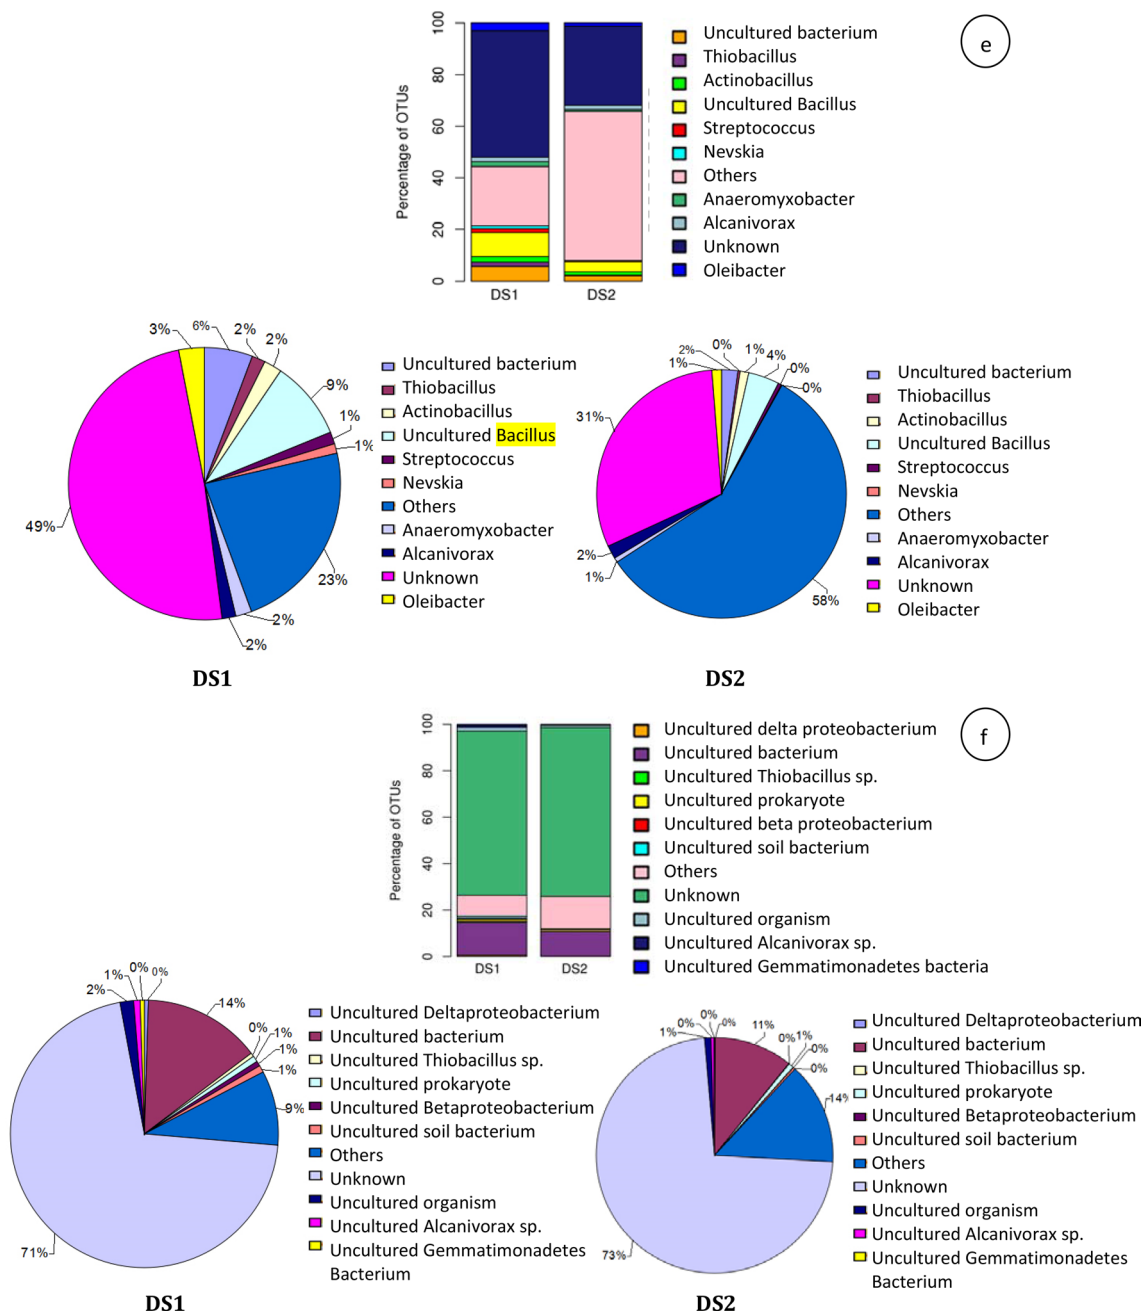 e
Percentage of OTUs
100
80
60
40
20
0
DS1
DS2
Uncultured bacterium
Thiobacillus
Actinobacillus
Uncultured Bacillus
Streptococcus
Nevskia
Others
Anaeromyxobacter
Alcanivorax
Unknown
Oleibacter
3%
6%
2%
2%
9%
1%
1%
23%
2%
2%
49%
Uncultured bacterium
Thiobacillus
Actinobacillus
Uncultured Bacillus
Streptococcus
Nevskia
Others
Anaeromyxobacter
Alcanivorax
Unknown
Oleibacter
DS1
1%
2%
0%
1%
4%
0%
0%
58%
1%
2%
31%
Uncultured bacterium
Thiobacillus
Actinobacillus
Uncultured Bacillus
Streptococcus
Nevskia
Others
Anaeromyxobacter
Alcanivorax
Unknown
Oleibacter
DS2
f
Percentage of OTUs
100
80
60
40
20
0
DS1
DS2
Uncultured delta proteobacterium
Uncultured bacterium
Uncultured Thiobacillus sp.
Uncultured prokaryote
Uncultured beta proteobacterium
Uncultured soil bacterium
Others
Unknown
Uncultured organism
Uncultured Alcanivorax sp.
Uncultured Gemmatimonadetes bacteria
2%
1%
0%
0%
14%
0%
1%
1%
1%
9%
71%
Uncultured Deltaproteobacterium
Uncultured bacterium
Uncultured Thiobacillus sp.
Uncultured prokaryote
Uncultured Betaproteobacterium
Uncultured soil bacterium
Others
Unknown
Uncultured organism
Uncultured Alcanivorax sp.
Uncultured Gemmatimonadetes
Bacterium
DS1
1%
0%
0%
0%
11%
0%
1%
0%
0%
14%
73%
Uncultured Deltaproteobacterium
Uncultured bacterium
Uncultured Thiobacillus sp.
Uncultured prokaryote
Uncultured Betaproteobacterium
Uncultured soil bacterium
Others
Unknown
Uncultured organism
Uncultured Alcanivorax sp.
Uncultured Gemmatimonadetes
Bacterium
DS2